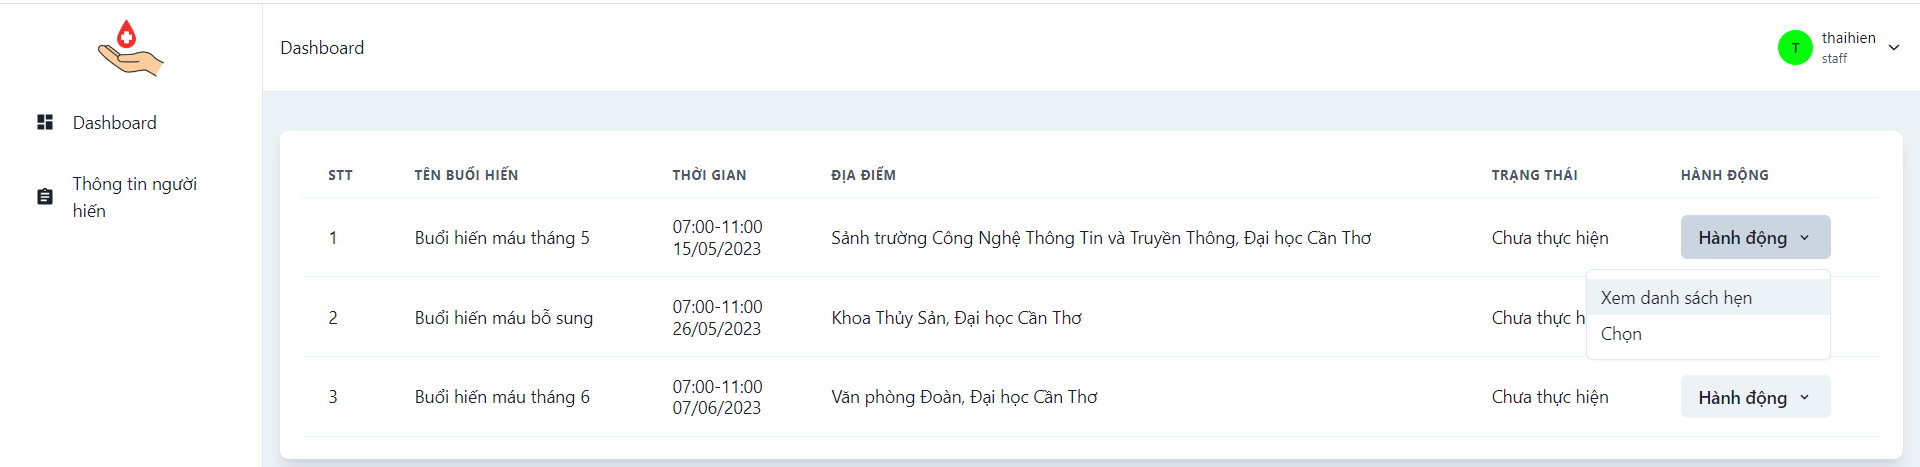 Dashboard
thaihien
staff
T
Dashboard
Thông tin người
hiến
STT TÊN BUỔI HIẾN THỜI GIAN ĐỊA ĐIỂM TRẠNG THÁI HÀNH ĐỘNG
1 Buổi hiến máu tháng 5 07:00-11:00 Sảnh trường Công Nghệ Thông Tin và Truyền Thông, Đại học Cần Thơ Chưa thực hiện Hành động
15/05/2023
Xem danh sách hẹn
Chọn
2 Buổi hiến máu bỗ sung 07:00-11:00 Khoa Thủy Sản, Đại học Cần Thơ Chưa thực h
26/05/2023
3 Buổi hiến máu tháng 6 07:00-11:00 Văn phòng Đoàn, Đại học Cần Thơ Chưa thực hiện Hành động
07/06/2023